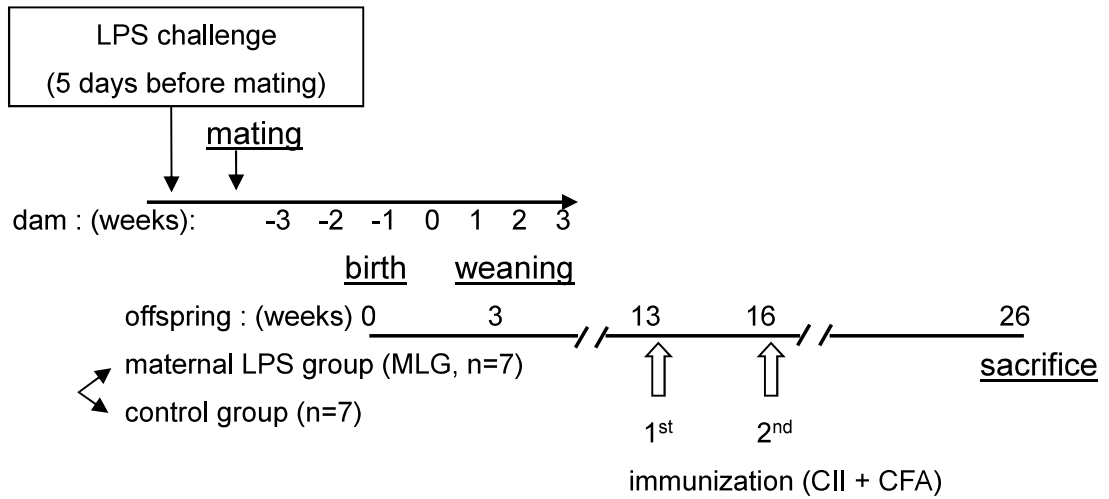 LPS challenge
(5 days before mating)
mating
dam : (weeks): -3 -2 -1 0 1 2 3
birth weaning
offspring : (weeks) 0 3 13 16 26
maternal LPS group (MLG, n=7)
sacrifice
control group (n=7)
1st 2nd
immunization (CII + CFA)